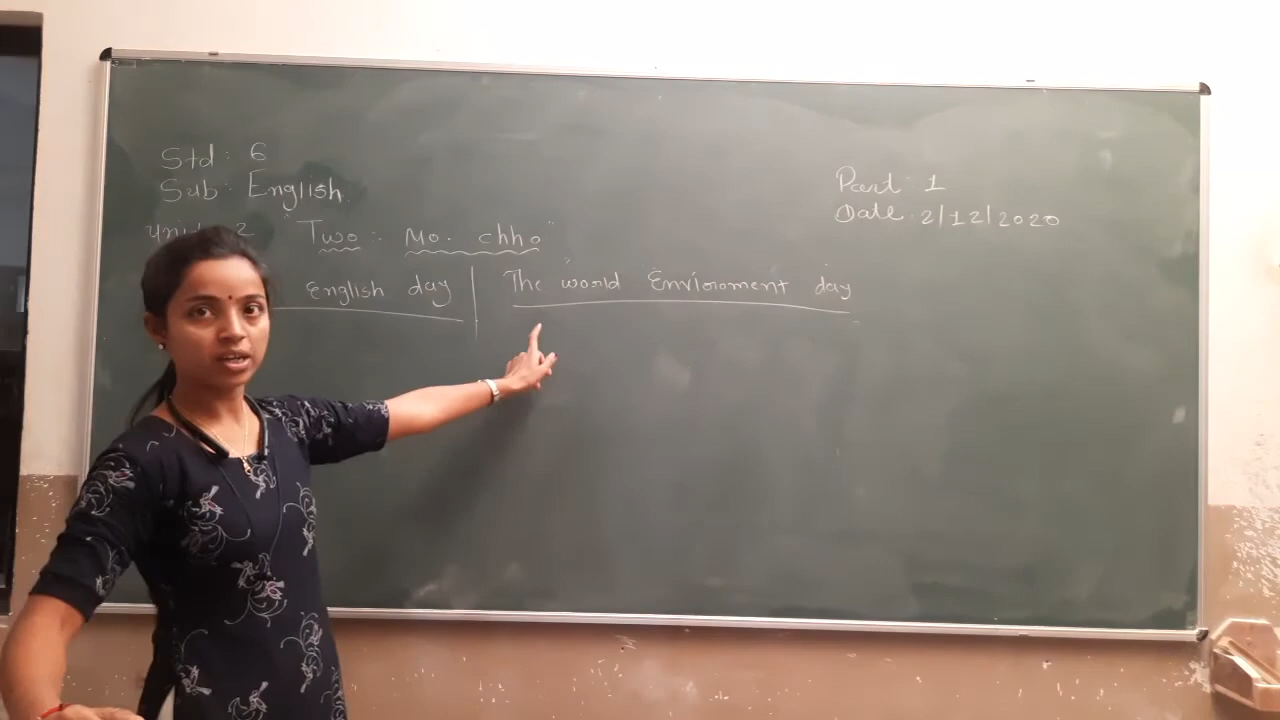 Std : 6
Sub : English
Part : 1
Date : 2/12/2020
Unit : 2 " Two : Mo. chho "
English day | The world Envioroment day